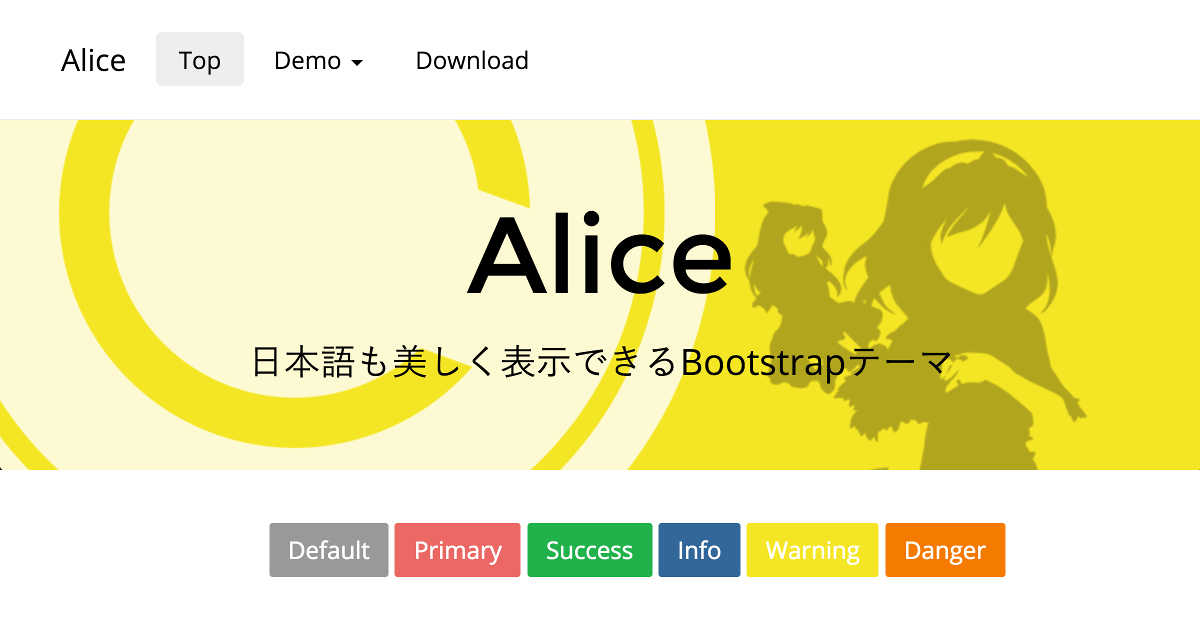 Alice Top Demo Download
Alice
日本語も美しく表示できるBootstrapテーマ
Default Primary Success Info Warning Danger